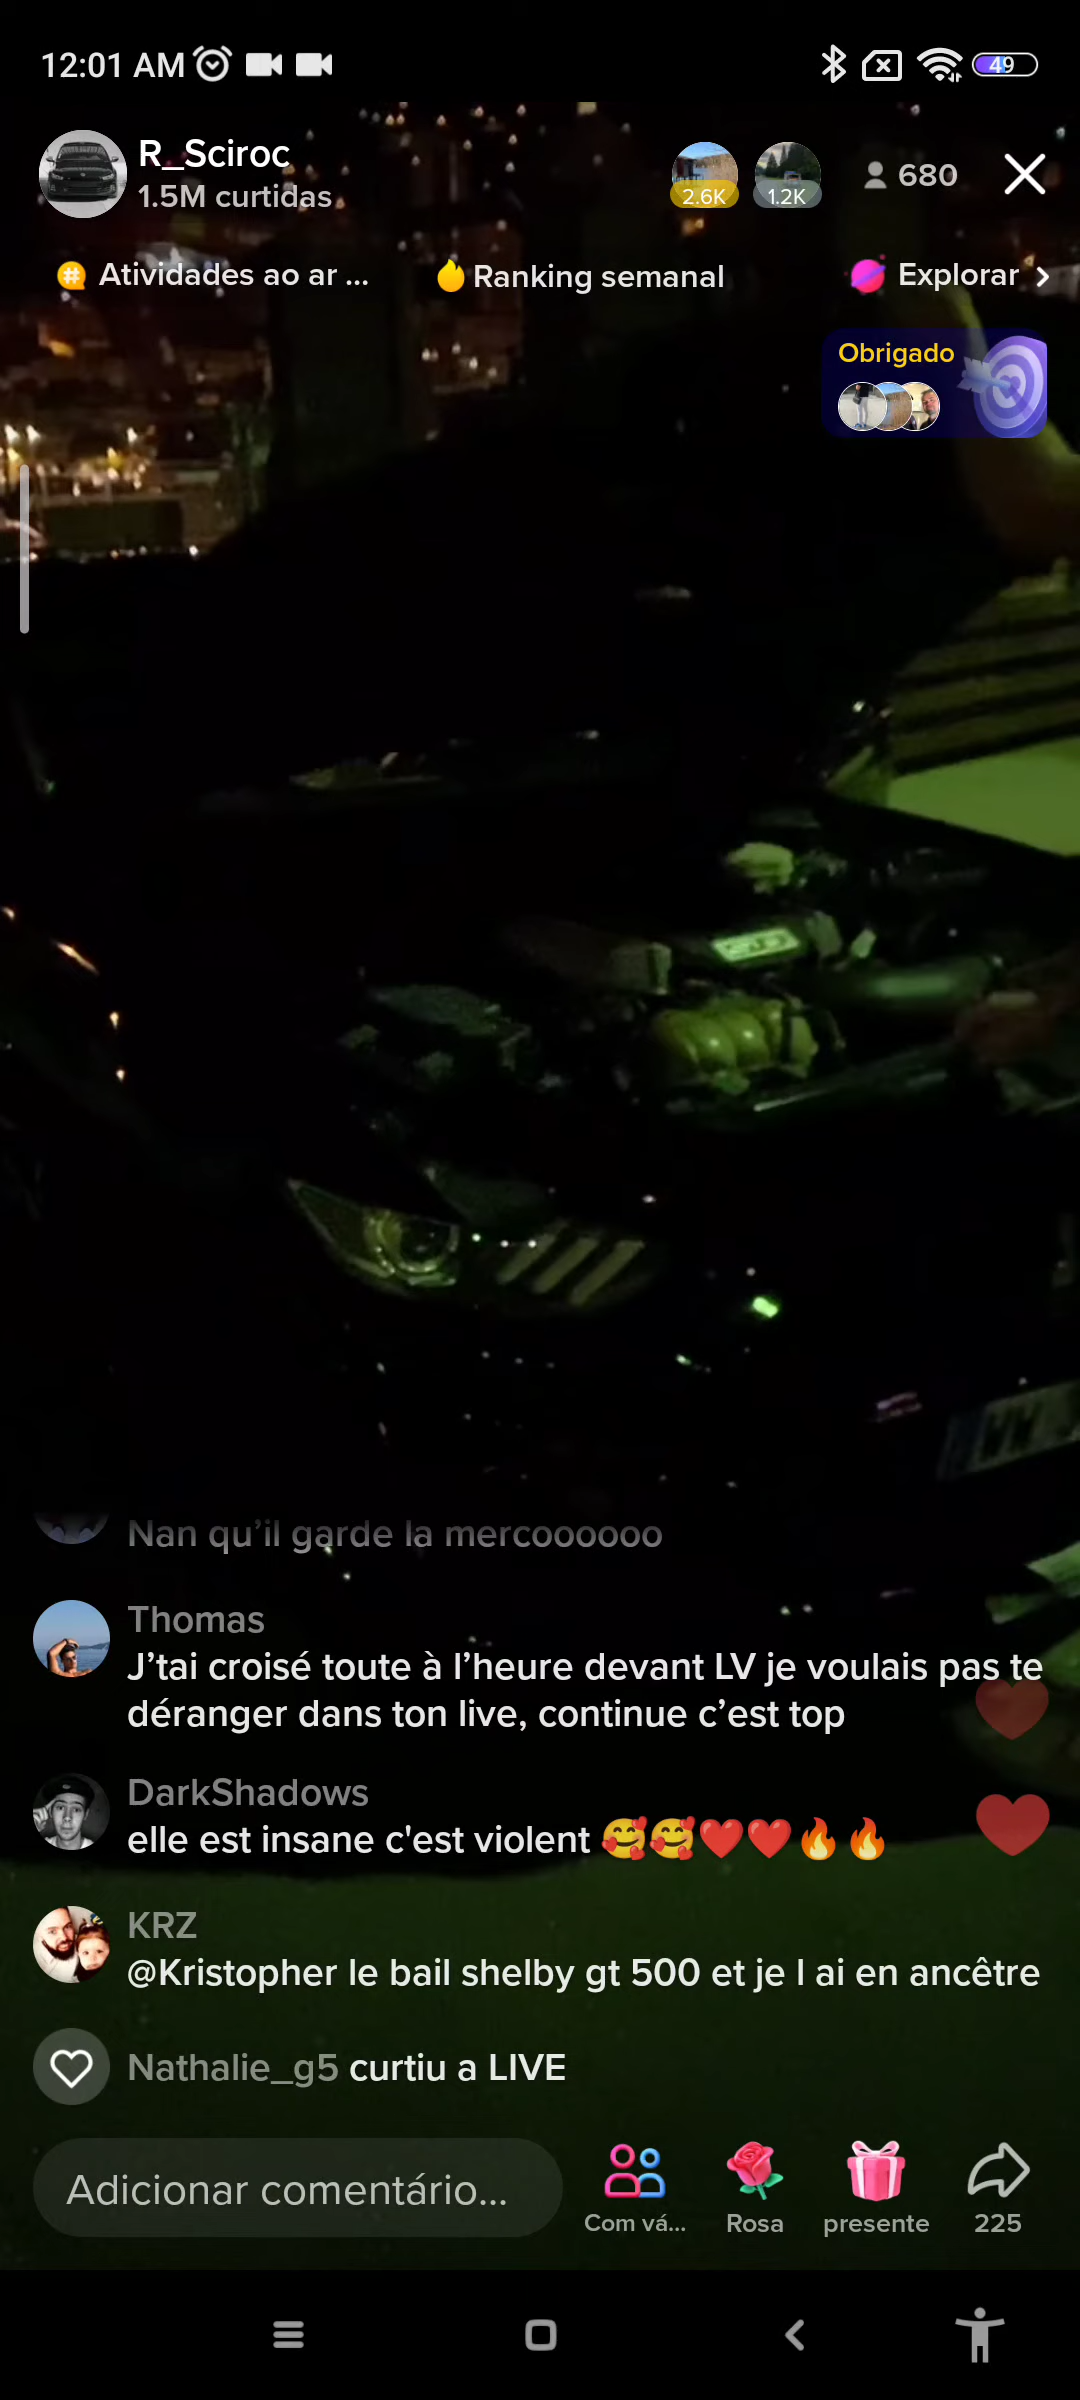 12:01 AM
49
R_Sciroc
1.5M curtidas
2.6K
1.2K
680
Atividades ao ar ...
Ranking semanal
Explorar
Obrigado
Nan qu’il garde la mercoooooo
Thomas
J’tai croisé toute à l’heure devant LV je voulais pas te
déranger dans ton live, continue c’est top
DarkShadows
elle est insane c'est violent 🥰🥰❤️❤️🔥🔥
KRZ
@Kristopher le bail shelby gt 500 et je l ai en ancêtre
Nathalie_g5 curtiu a LIVE
Adicionar comentário...
Com vá...
Rosa
presente
225